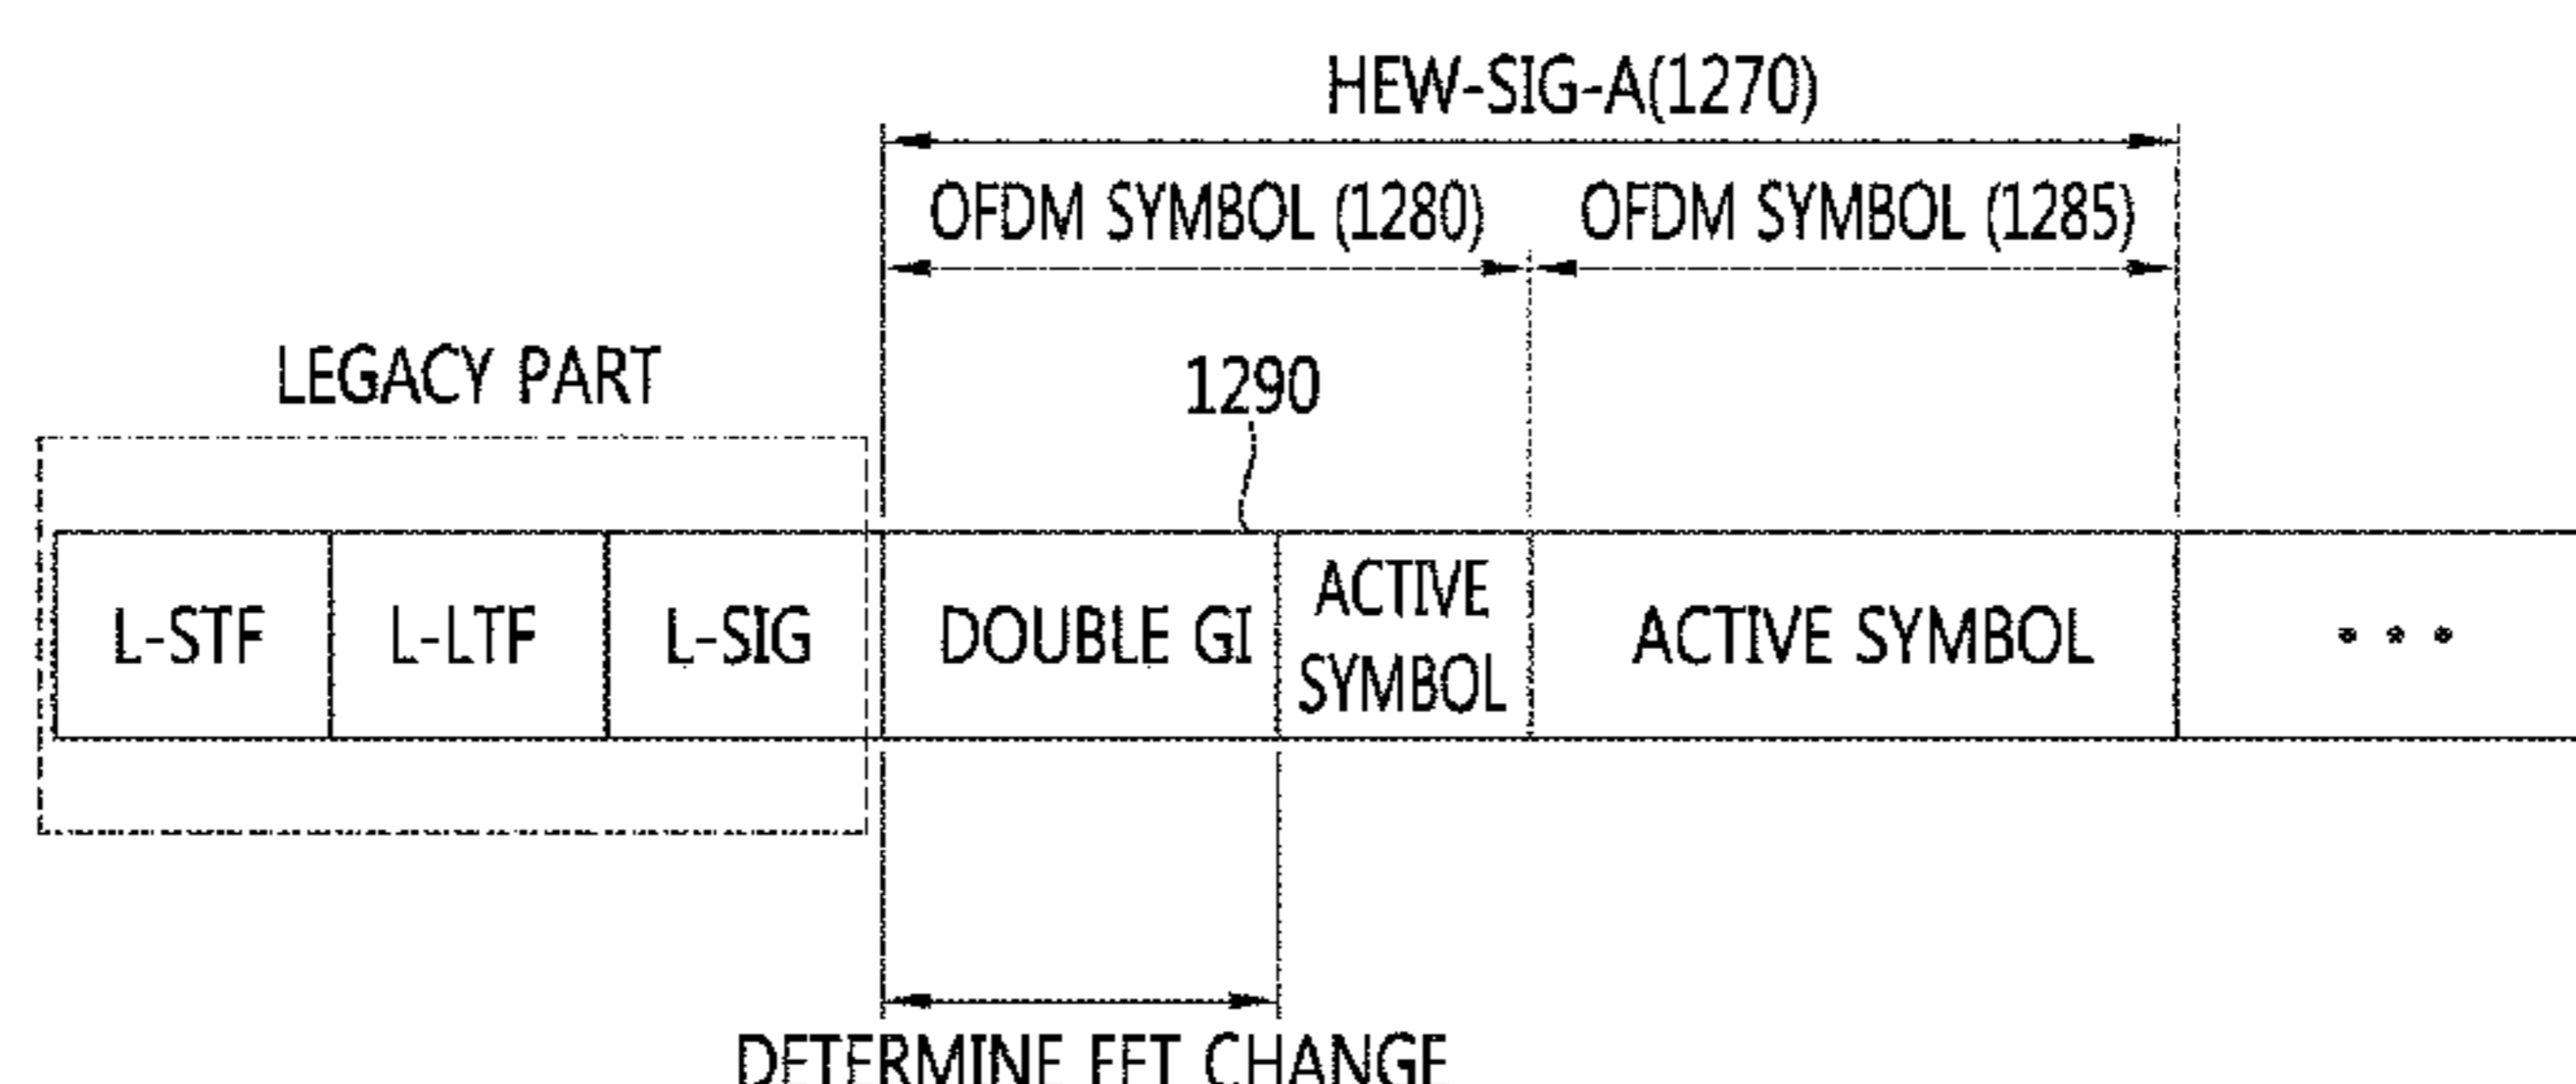 HEW-SIG-A(1270)
OFDM SYMBOL (1280) OFDM SYMBOL (1285)
LEGACY PART
1290
L-STF L-LTF L-SIG DOUBLE GI ACTIVE SYMBOL ACTIVE SYMBOL
DETERMINE FFT CHANGE